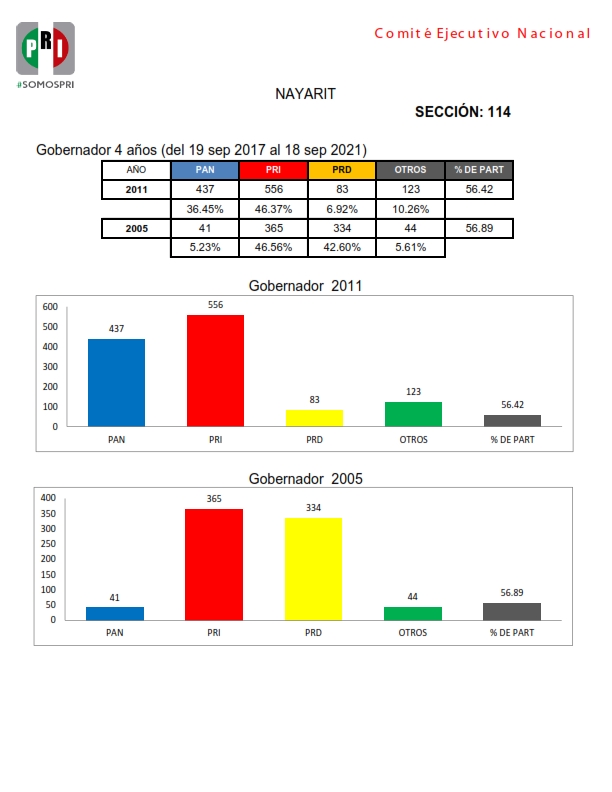 Comité Ejecutivo Nacional
PRI
#SOMOSPRI
NAYARIT
SECCIÓN: 114
Gobernador 4 años (del 19 sep 2017 al 18 sep 2021)
AÑO PAN PRI PRD OTROS % DE PART
2011 437 556 83 123 56.42
36.45% 46.37% 6.92% 10.26%
2005 41 365 334 44 56.89
5.23% 46.56% 42.60% 5.61%
Gobernador 2011
600
500
400
300
200
100
0
437 556 83 123 56.42
PAN PRI PRD OTROS % DE PART
Gobernador 2005
400
350
300
250
200
150
100
50
0
41 365 334 44 56.89
PAN PRI PRD OTROS % DE PART